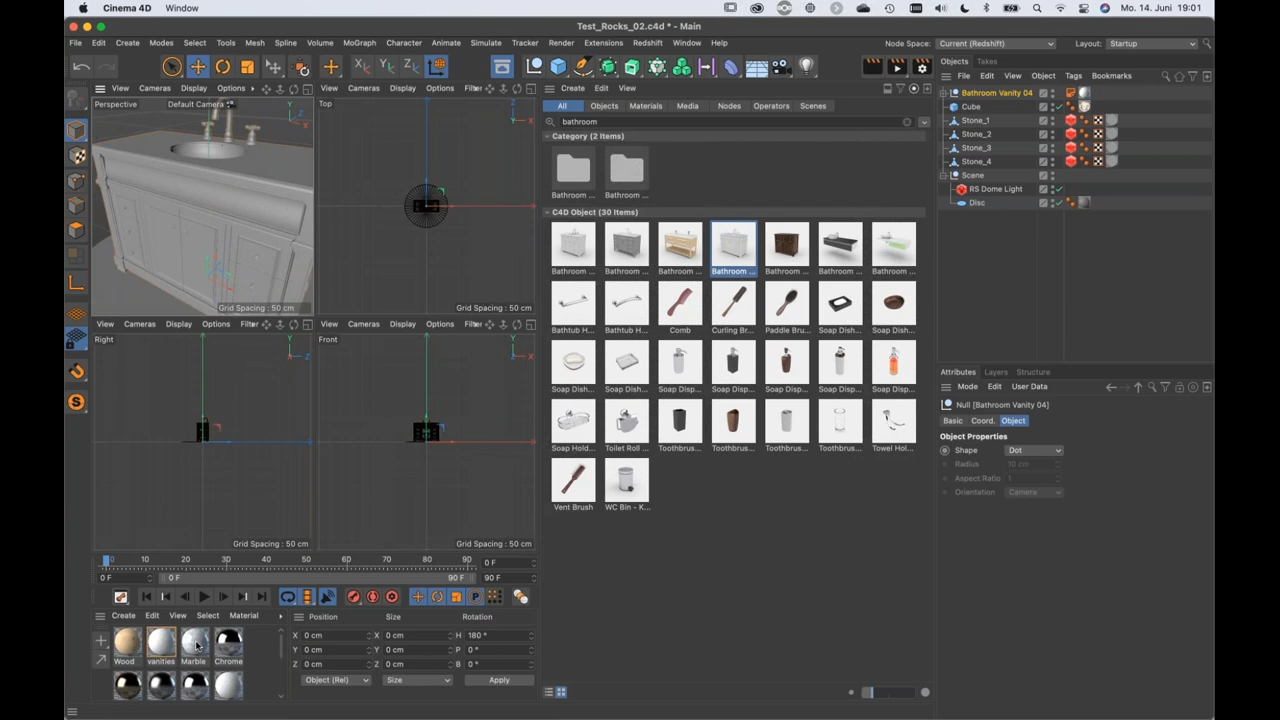 Cinema 4D Window
Mo. 14. Juni 19:01
Test_Rocks_02.c4d * - Main
File Edit Create Modes Select Tools Mesh Spline Volume MoGraph Character Animate Simulate Tracker Render Extensions Redshift Window Help
Node Space: Current (Redshift) Layout: Startup
X Y Z
View Cameras Display Options
Perspective Default Camera
Grid Spacing : 50 cm
View Cameras Display Options Filter
Top
Grid Spacing : 50 cm
View Cameras Display Options Filter
Right
Grid Spacing : 50 cm
View Cameras Display Options Filter
Front
Grid Spacing : 50 cm
Create Edit View
All Objects Materials Media Nodes Operators Scenes
bathroom
Category (2 Items)
Bathroom ... Bathroom ...
C4D Object (30 Items)
Bathroom ... Bathroom ... Bathroom ... Bathroom ... Bathroom ... Bathroom ... Bathroom ...
Bathtub H... Bathtub H... Comb Curling Br... Paddle Bru... Soap Dish... Soap Dish...
Soap Dish... Soap Dish... Soap Disp... Soap Disp... Soap Disp... Soap Disp... Soap Disp...
Soap Hold... Toilet Roll ... Toothbrus... Toothbrus... Toothbrus... Toothbrus... Towel Hol...
Vent Brush WC Bin - K...
Objects Takes
File Edit View Object Tags Bookmarks
Bathroom Vanity 04
Cube
Stone_1
Stone_2
Stone_3
Stone_4
Scene
RS Dome Light
Disc
Attributes Layers Structure
Mode Edit User Data
Null [Bathroom Vanity 04]
Basic Coord. Object
Object Properties
Shape Dot
Radius 10 cm
Aspect Ratio 1
Orientation Camera
0 10 20 30 40 50 60 70 80 90 0 F
0 F 0 F 90 F 90 F
Create Edit View Select Material
Wood vanities Marble Chrome
Position Size Rotation
X 0 cm X 0 cm H 180 °
Y 0 cm Y 0 cm P 0 °
Z 0 cm Z 0 cm B 0 °
Object (Rel) Size Apply